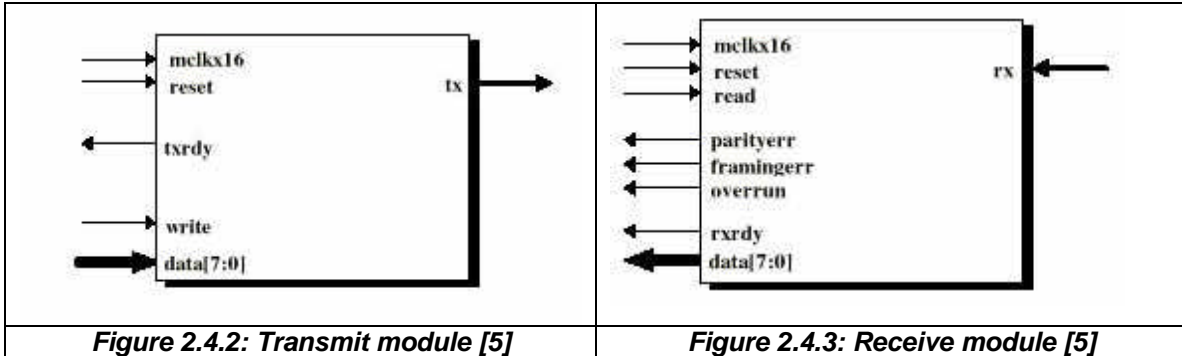 mclkx16
reset
tx
txrdy
write
data[7:0]
Figure 2.4.2: Transmit module [5]
mclkx16
reset
read
rx
parityerr
framingerr
overrun
rxrdy
data[7:0]
Figure 2.4.3: Receive module [5]